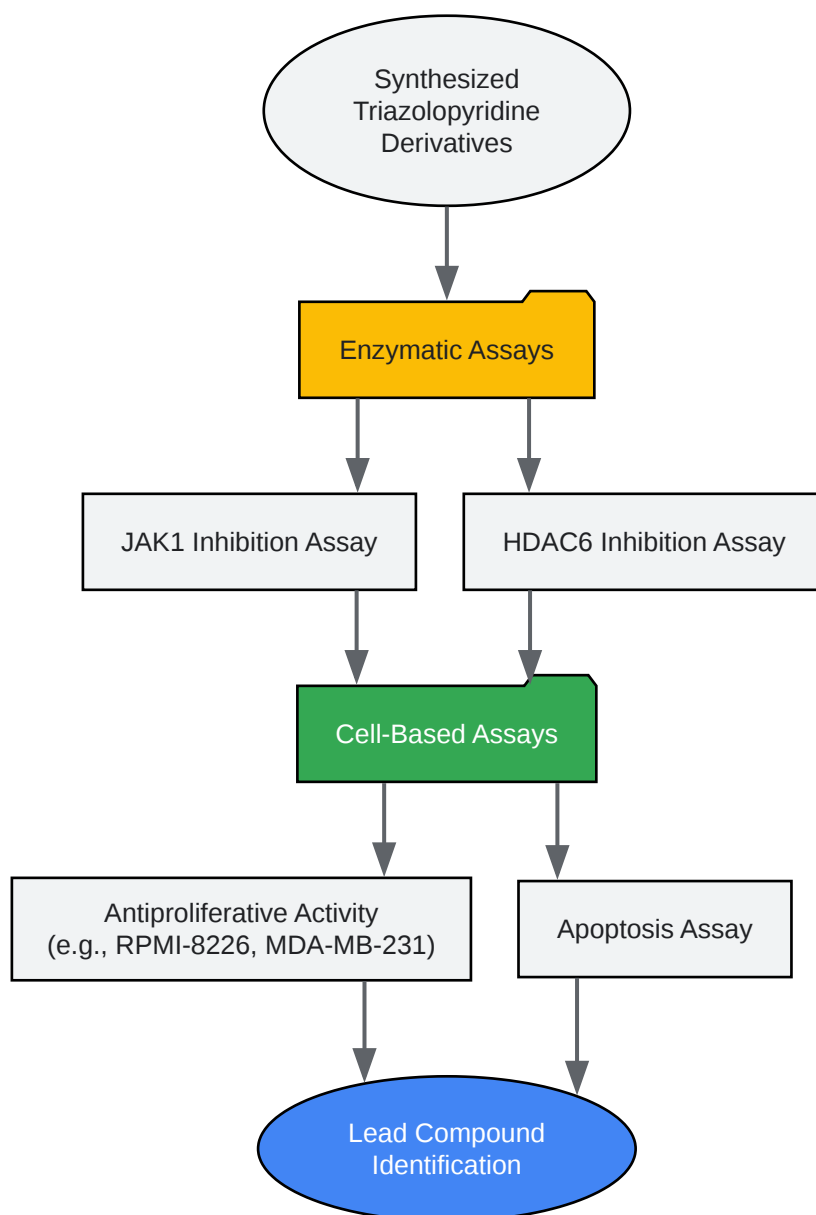 Synthesized
Triazolopyridine
Derivatives
Enzymatic Assays
JAK1 Inhibition Assay
HDAC6 Inhibition Assay
Cell-Based Assays
Antiproliferative Activity
(e.g., RPMI-8226, MDA-MB-231)
Apoptosis Assay
Lead Compound
Identification